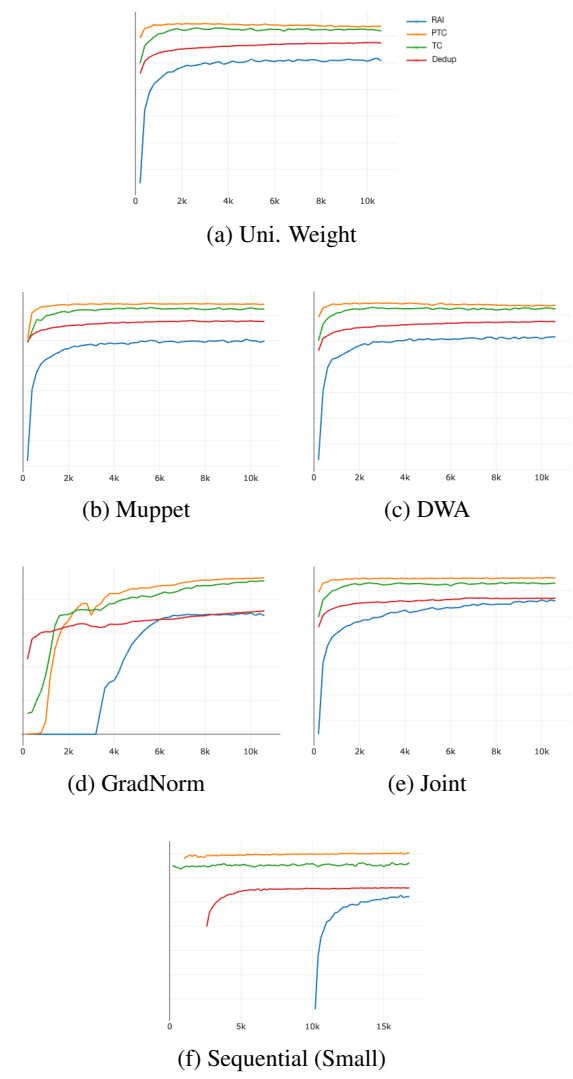 RAI
PTC
TC
Dedup
0 2k 4k 6k 8k 10k
(a) Uni. Weight
0 2k 4k 6k 8k 10k
0 2k 4k 6k 8k 10k
(b) Muppet
(c) DWA
0 2k 4k 6k 8k 10k
0 2k 4k 6k 8k 10k
(d) GradNorm
(e) Joint
0 5k 10k 15k
(f) Sequential (Small)